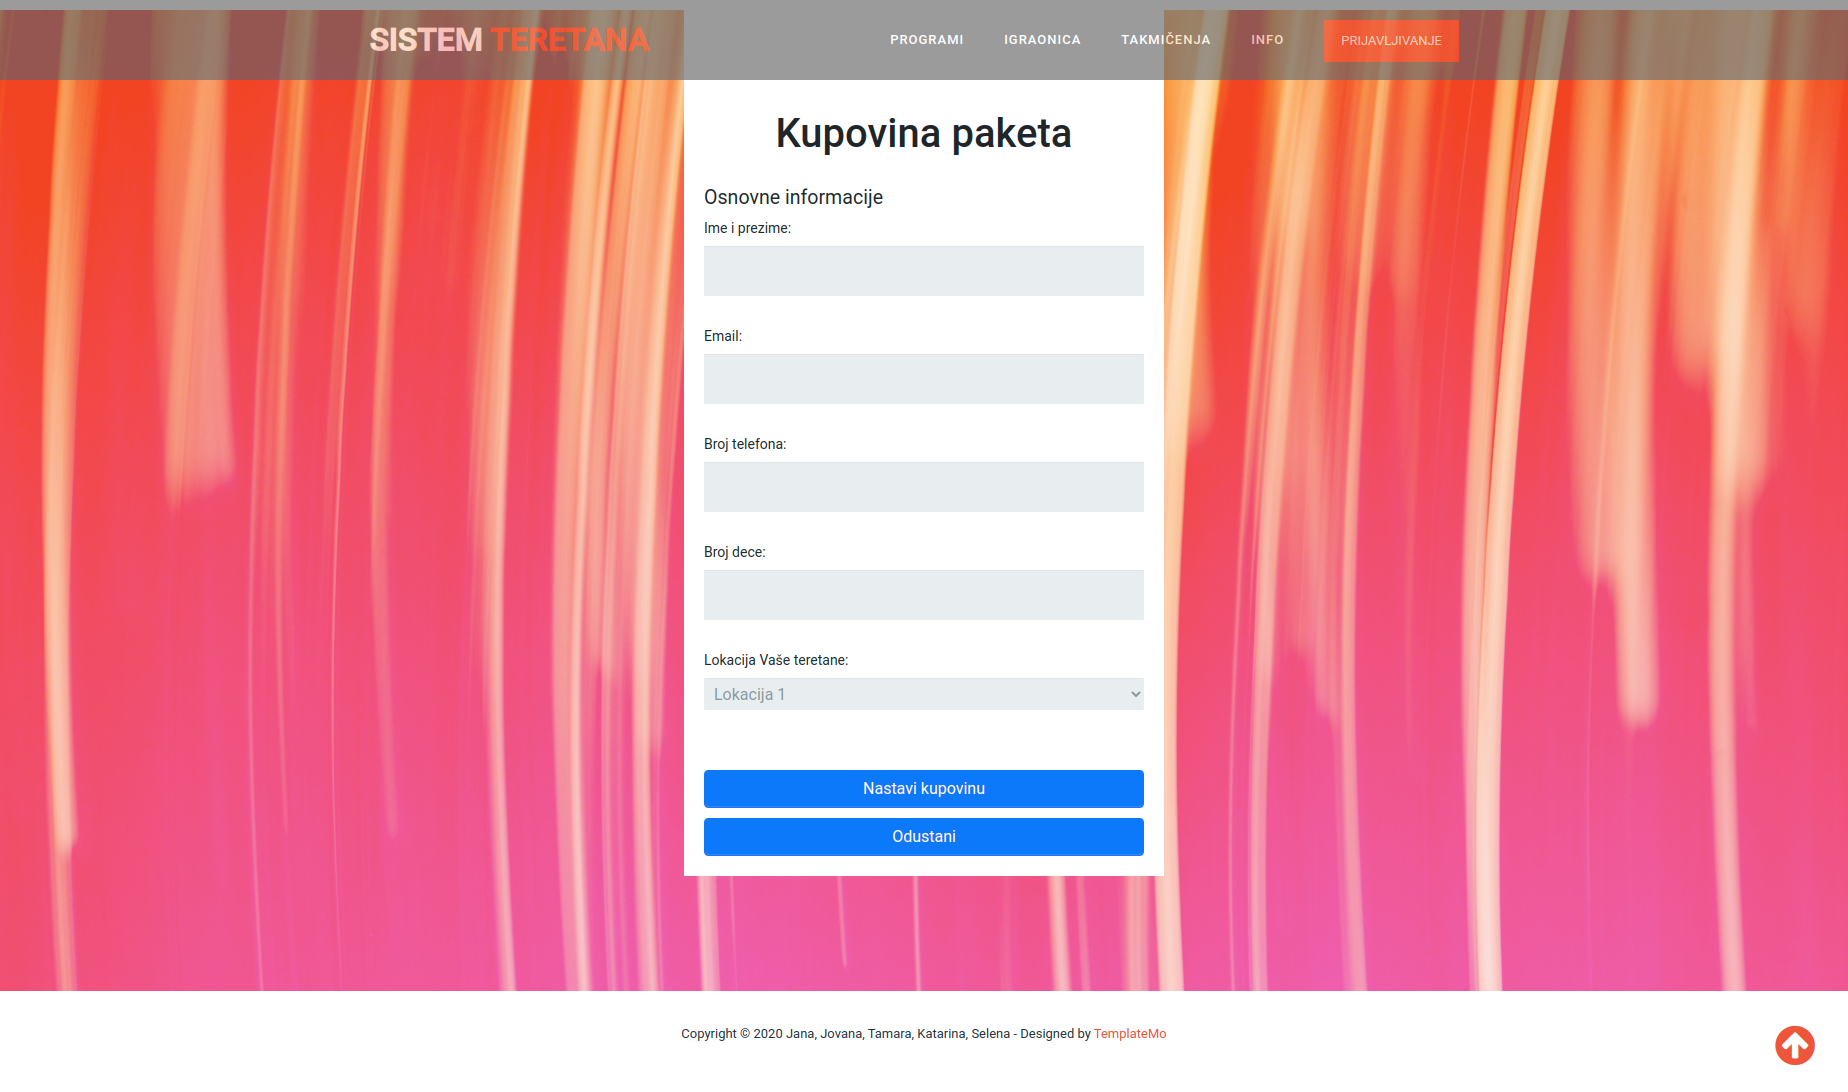 SISTEM TERETANA
PROGRAMI
IGRAONICA
TAKMIČENJA
INFO
PRIJAVLJIVANJE
Kupovina paketa
Osnovne informacije
Ime i prezime:
Email:
Broj telefona:
Broj dece:
Lokacija Vaše teretane:
Lokacija 1
Nastavi kupovinu
Odustani
Copyright © 2020 Jana, Jovana, Tamara, Katarina, Selena - Designed by TemplateMo